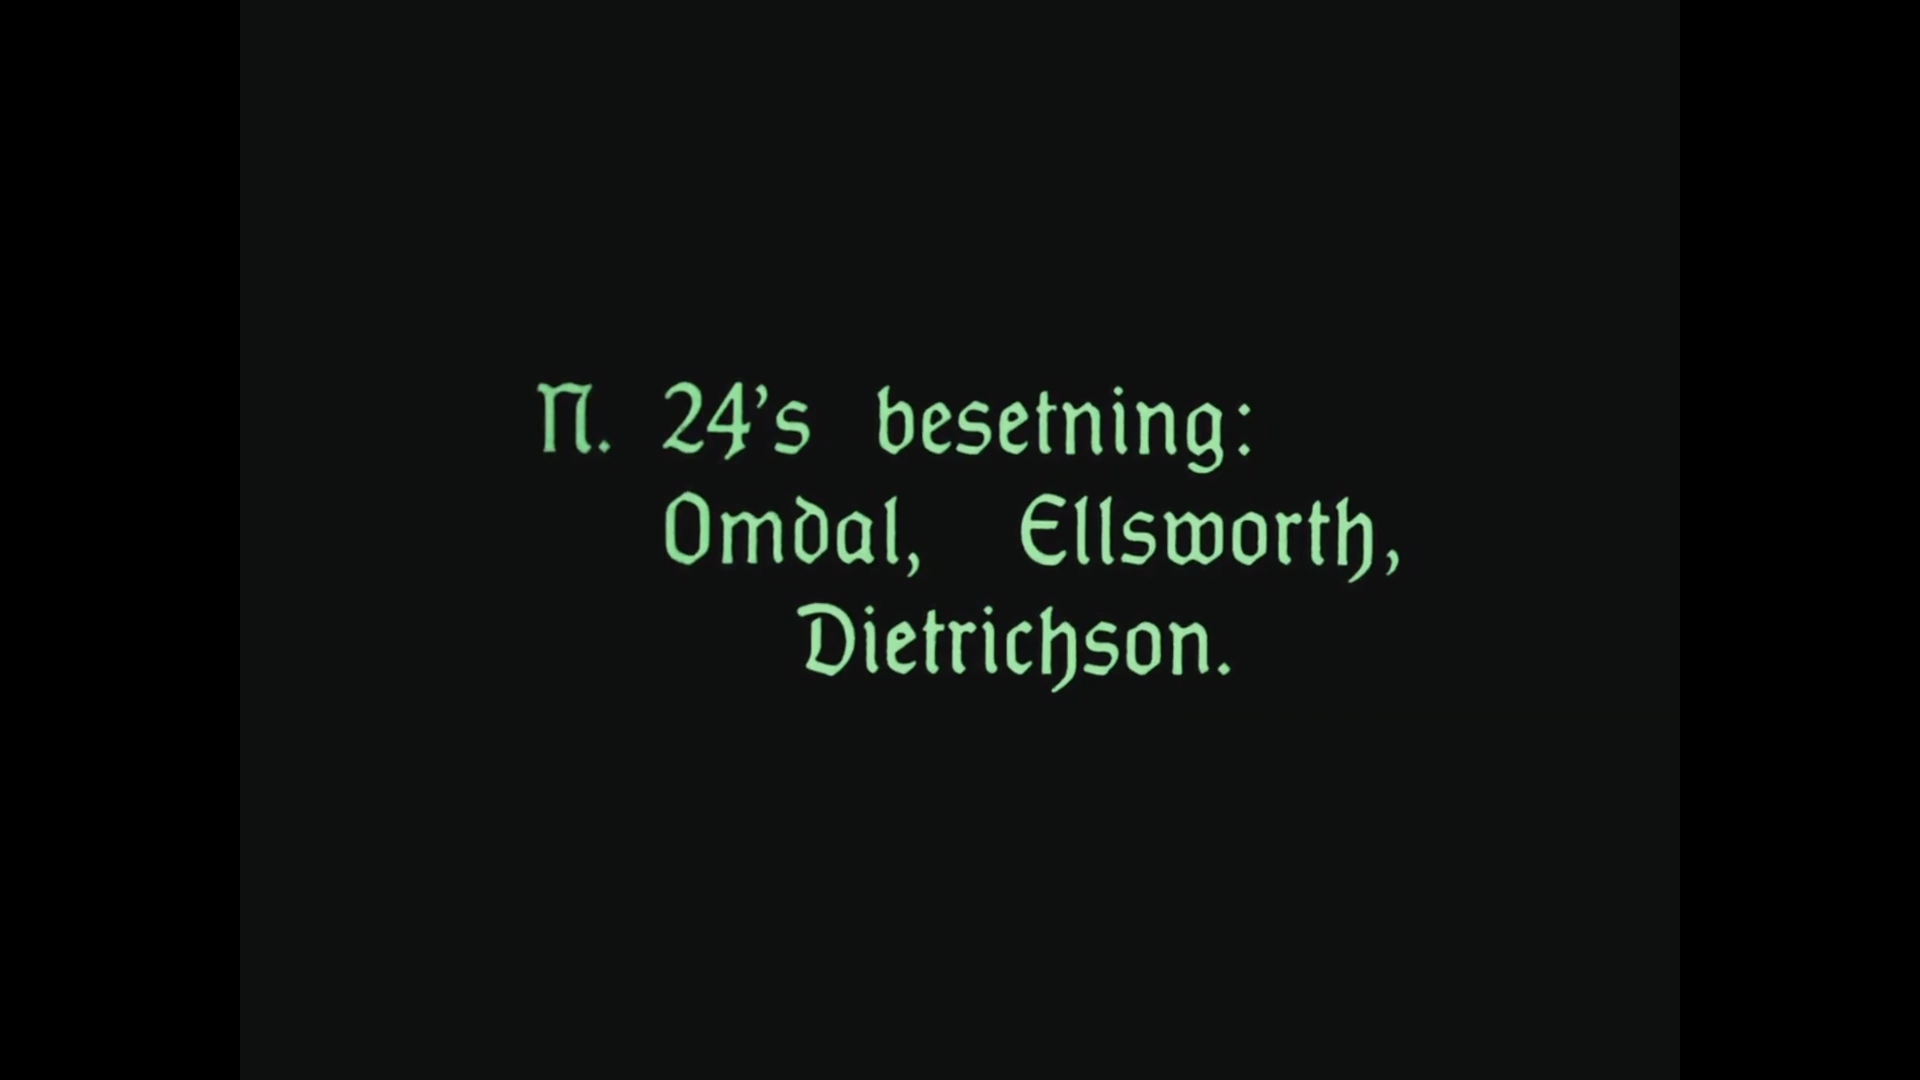 N. 24's besetning:
Omdal, Ellsworth,
Dietrichson.